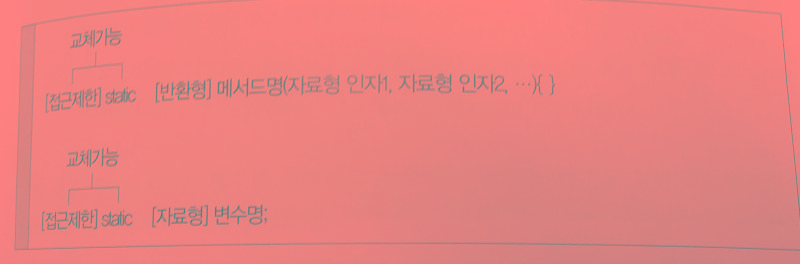 교체가능
[접근제한] static [반환형] 메서드명(자료형 인자1, 자료형 인자2, …){ }
교체가능
[접근제한] static [자료형] 변수명;